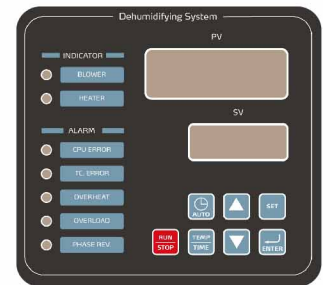 Dehumidifying System
PV
INDICATOR
BLOWER
HEATER
SV
ALARM
CPU ERROR
TC. ERROR
OVERHEAT
OVERLOAD
PHASE REV.
AUTO
SET
RUN
STOP
TEMP
TIME
ENTER